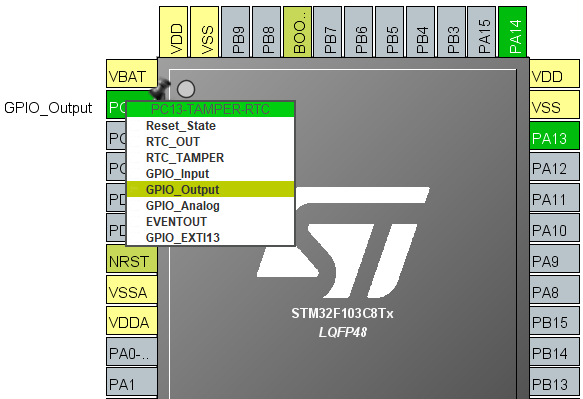 VDD
VSS
PB9
PB8
BOO..
PB7
PB6
PB5
PB4
PB3
PA15
PA14
VBAT
GPIO_Output
PC13-TAMPER-RTC
Reset_State
RTC_OUT
RTC_TAMPER
GPIO_Input
GPIO_Output
GPIO_Analog
EVENTOUT
GPIO_EXTI13
NRST
VSSA
VDDA
PA0-..
PA1
VDD
VSS
PA13
PA12
PA11
PA10
PA9
PA8
PB15
PB14
PB13
STM32F103C8Tx
LQFP48